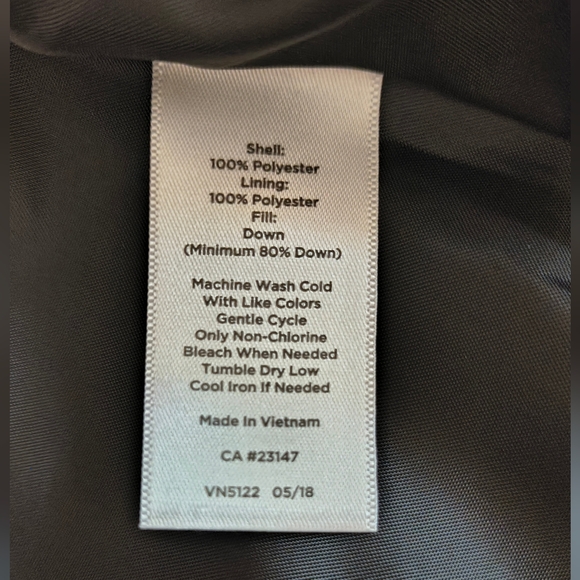 Shell:
100% Polyester
Lining:
100% Polyester
Fill:
Down
(Minimum 80% Down)
Machine Wash Cold
With Like Colors
Gentle Cycle
Only Non-Chlorine
Bleach When Needed
Tumble Dry Low
Cool Iron If Needed
Made In Vietnam
CA #23147
VN5122 05/18